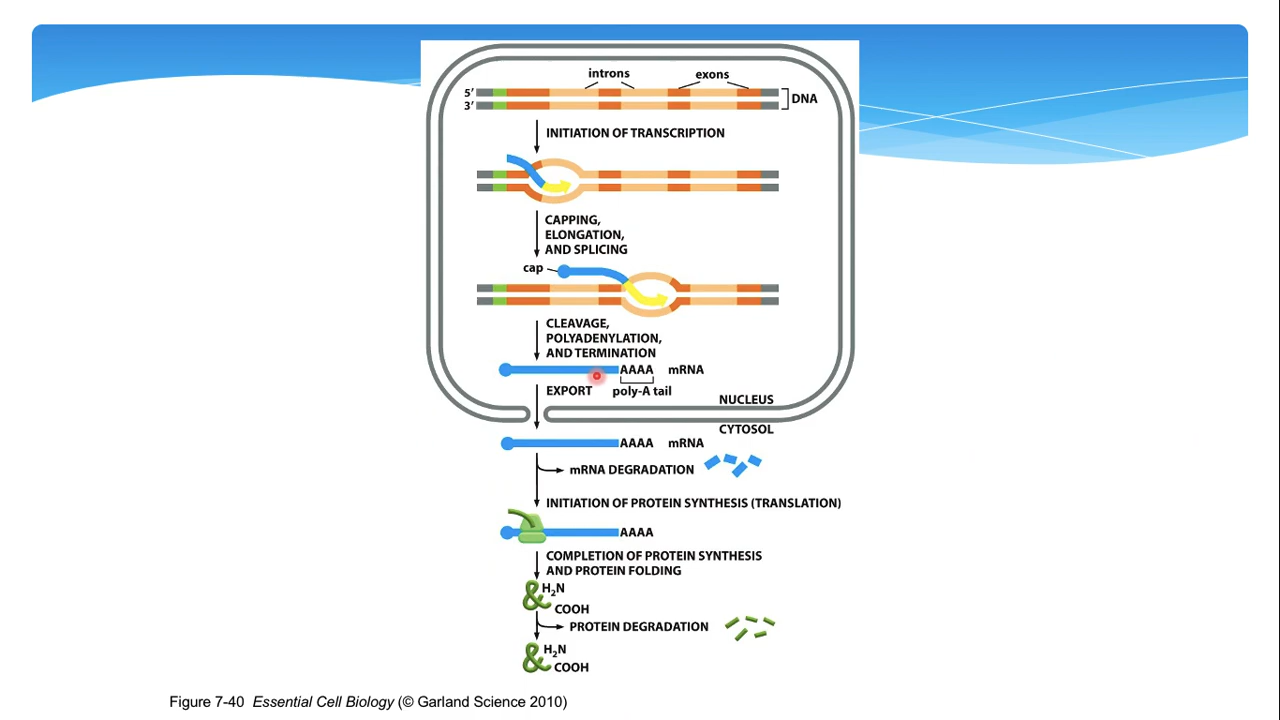 introns exons
5′
3′
DNA
INITIATION OF TRANSCRIPTION
CAPPING,
ELONGATION,
AND SPLICING
cap
CLEAVAGE,
POLYADENYLATION,
AND TERMINATION
AAAA mRNA
EXPORT poly-A tail
NUCLEUS
CYTOSOL
AAAA mRNA
mRNA DEGRADATION
INITIATION OF PROTEIN SYNTHESIS (TRANSLATION)
AAAA
COMPLETION OF PROTEIN SYNTHESIS
AND PROTEIN FOLDING
H₂N
COOH
PROTEIN DEGRADATION
H₂N
COOH
Figure 7-40 Essential Cell Biology (© Garland Science 2010)